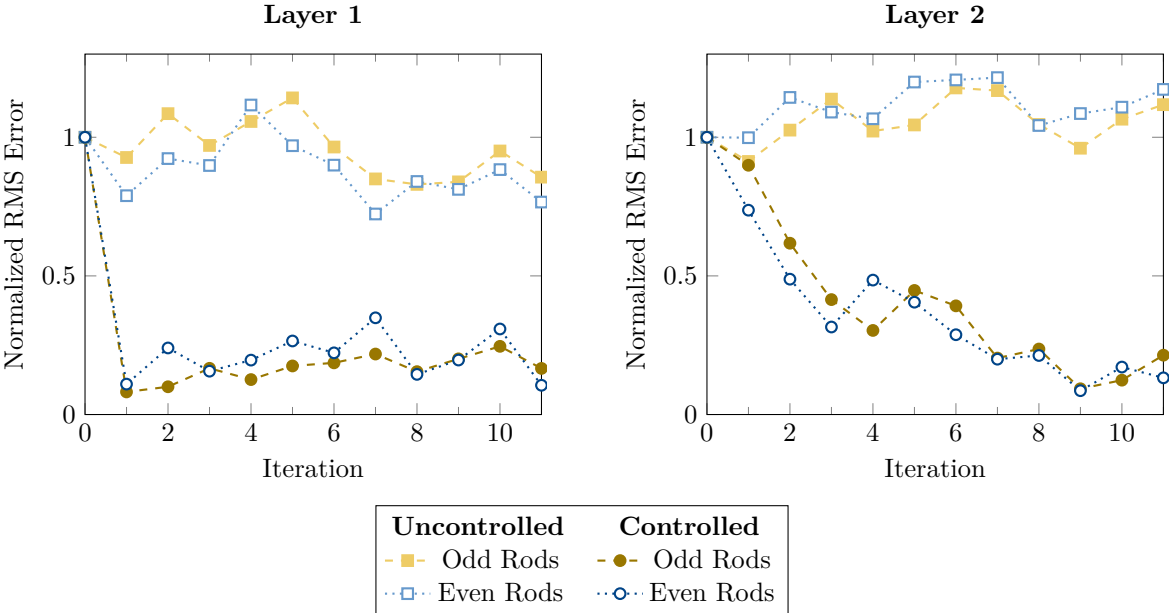 Layer 1
Normalized RMS Error
1
0.5
0
0 2 4 6 8 10
Iteration
Layer 2
Normalized RMS Error
1
0.5
0
0 2 4 6 8 10
Iteration
Uncontrolled Controlled
Odd Rods Odd Rods
Even Rods Even Rods